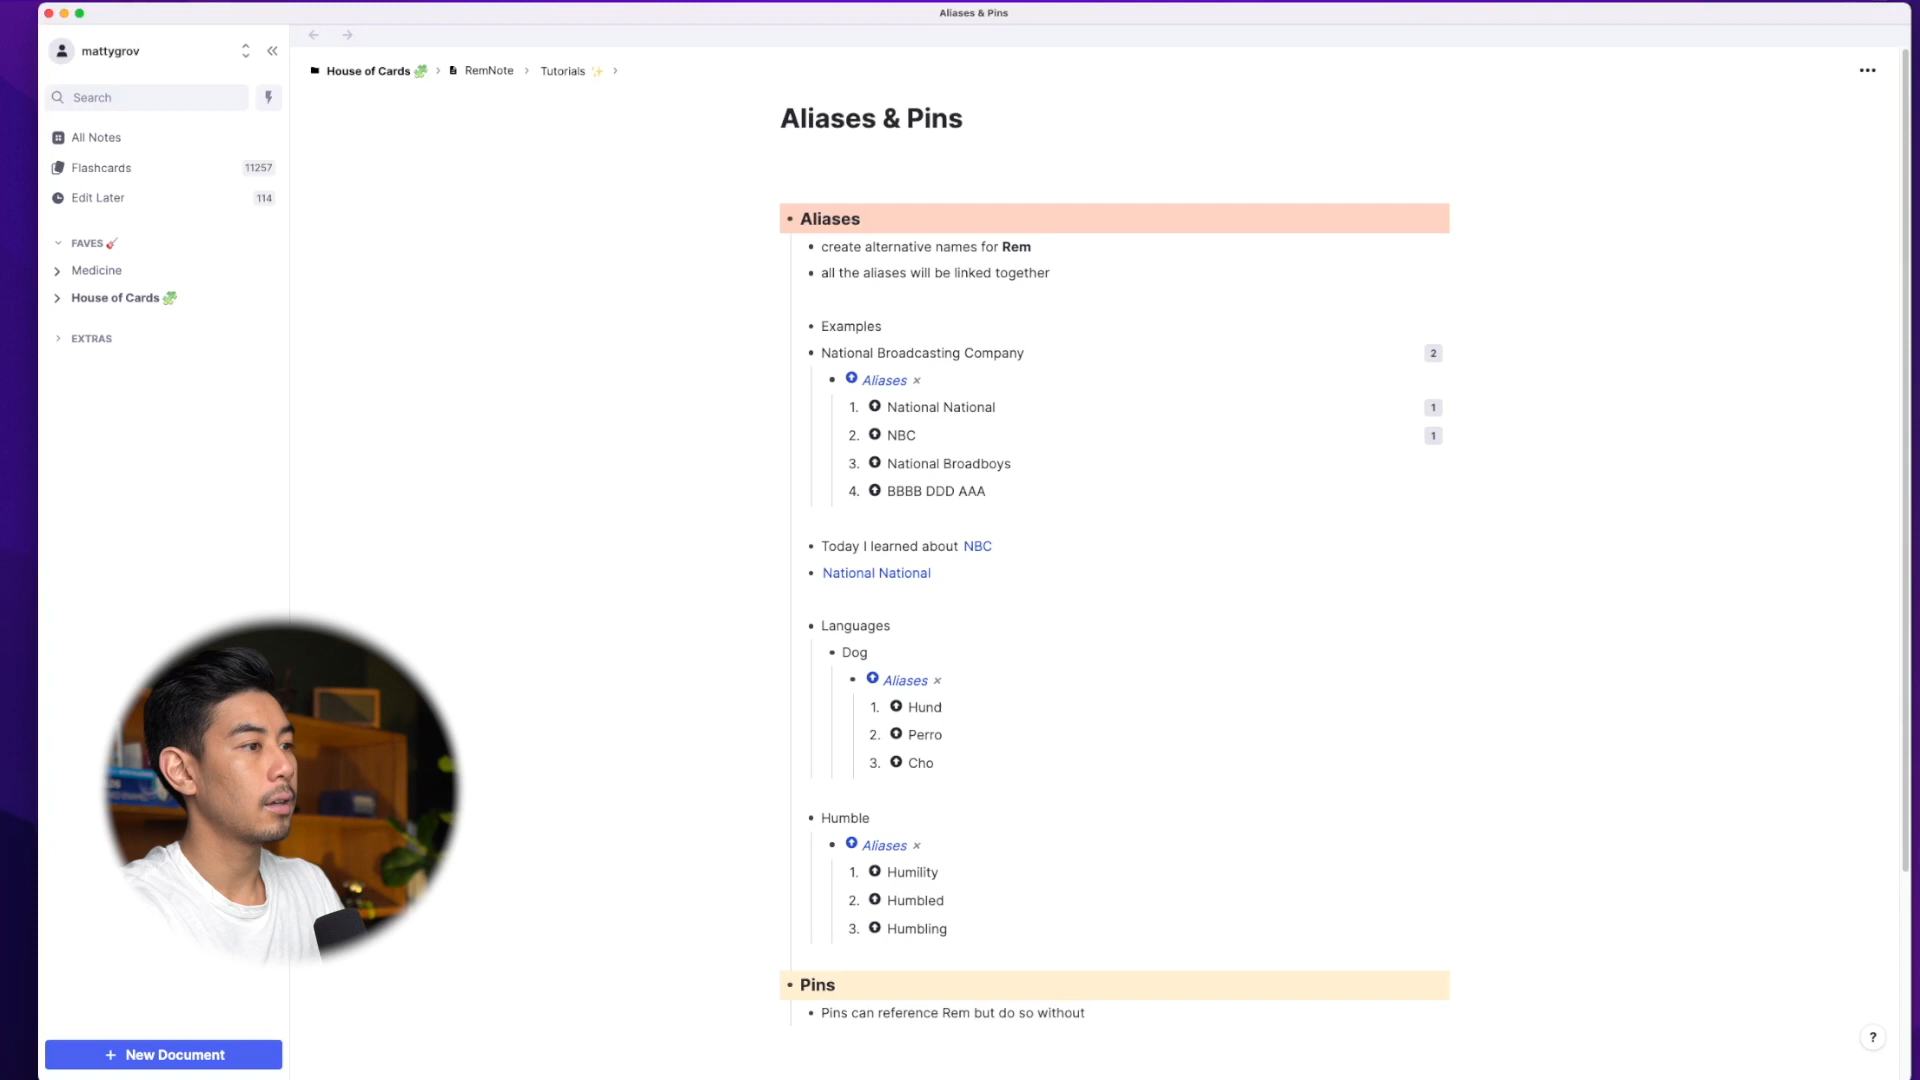 Aliases & Pins
mattygrov
Search
All Notes
Flashcards 11257
Edit Later 114
FAVES
Medicine
House of Cards
EXTRAS
+ New Document
House of Cards › RemNote › Tutorials ✨ ›
Aliases & Pins
• Aliases
• create alternative names for Rem
• all the aliases will be linked together
• Examples
• National Broadcasting Company 2
• Aliases ×
1. National National 1
2. NBC 1
3. National Broadboys
4. BBBB DDD AAA
• Today I learned about NBC
• National National
• Languages
• Dog
• Aliases ×
1. Hund
2. Perro
3. Cho
• Humble
• Aliases ×
1. Humility
2. Humbled
3. Humbling
• Pins
• Pins can reference Rem but do so without
?